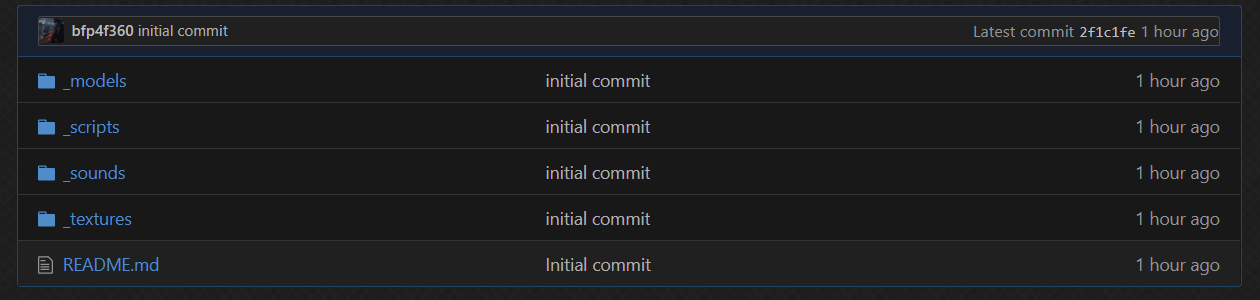 bfp4f360 initial commit Latest commit 2f1c1fe 1 hour ago
_models initial commit 1 hour ago
_scripts initial commit 1 hour ago
_sounds initial commit 1 hour ago
_textures initial commit 1 hour ago
README.md Initial commit 1 hour ago